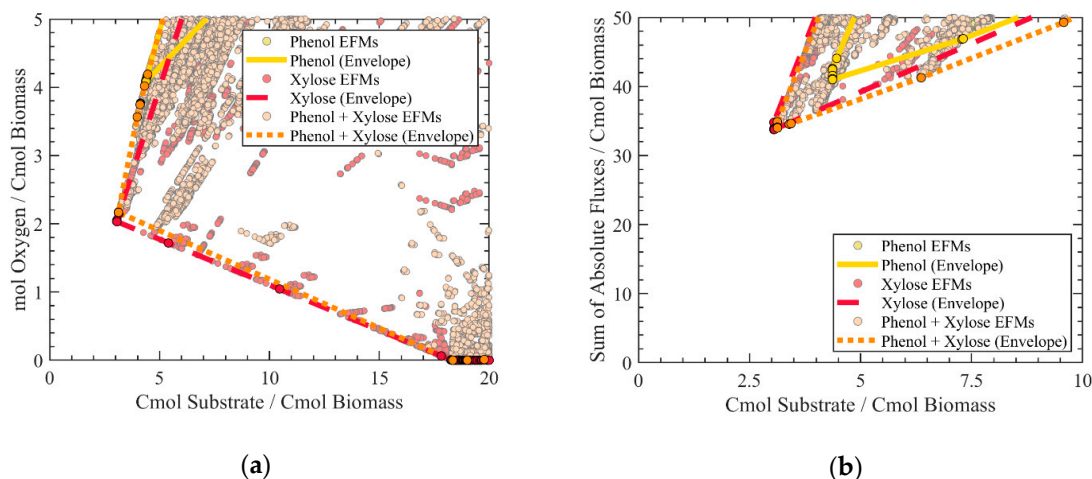 5
4
3
2
1
0
0
5
10
15
20
mol Oxygen / Cmol Biomass
Cmol Substrate / Cmol Biomass
Phenol EFMs
Phenol (Envelope)
Xylose EFMs
Xylose (Envelope)
Phenol + Xylose EFMs
Phenol + Xylose (Envelope)
(a)
50
40
30
20
10
0
0
2.5
5
7.5
10
Sum of Absolute Fluxes / Cmol Biomass
Cmol Substrate / Cmol Biomass
Phenol EFMs
Phenol (Envelope)
Xylose EFMs
Xylose (Envelope)
Phenol + Xylose EFMs
Phenol + Xylose (Envelope)
(b)